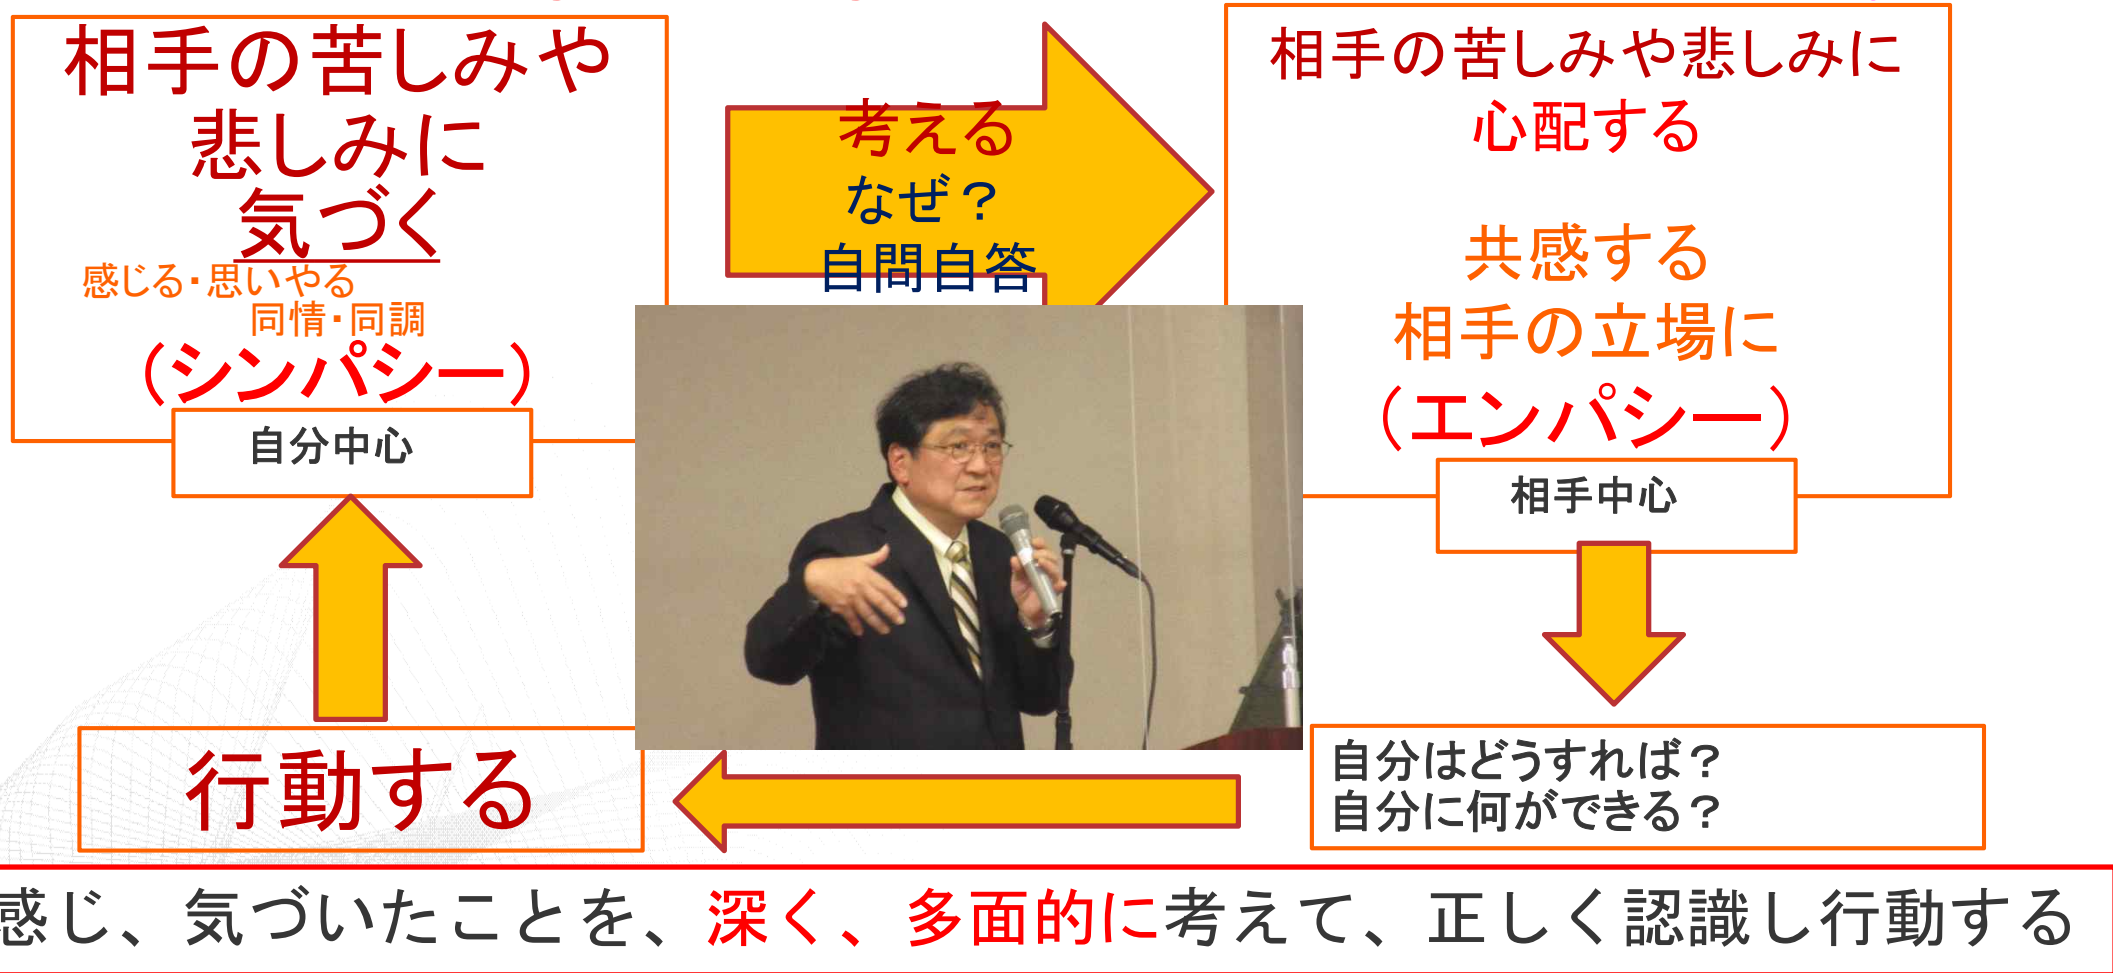 相手の苦しみや
悲しみに
気づく
感じる・思いやる
同情・同調
（シンパシー）
自分中心
考える
なぜ？
自問自答
相手の苦しみや悲しみに
心配する
共感する
相手の立場に
（エンパシー）
相手中心
自分はどうすれば？
自分に何ができる？
行動する
感じ、気づいたことを、深く、多面的に考えて、正しく認識し行動する